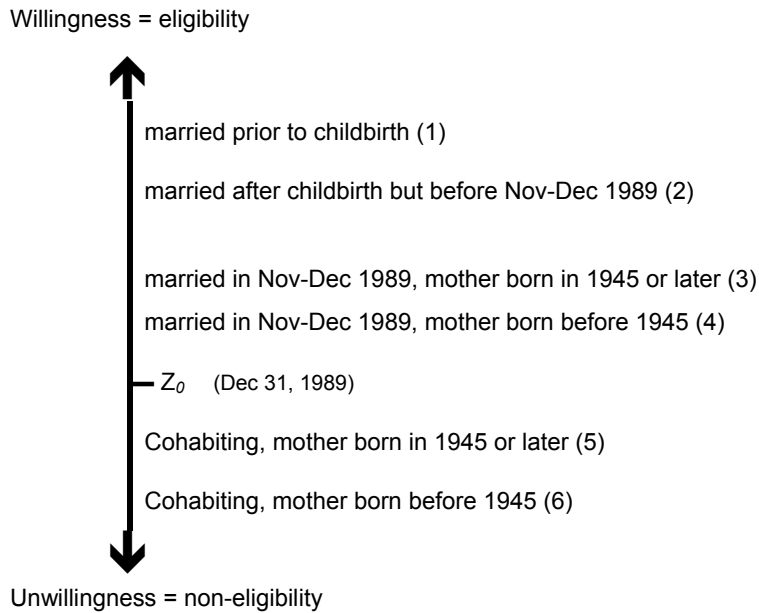 Willingness = eligibility
married prior to childbirth (1)
married after childbirth but before Nov-Dec 1989 (2)
married in Nov-Dec 1989, mother born in 1945 or later (3)
married in Nov-Dec 1989, mother born before 1945 (4)
Z0 (Dec 31, 1989)
Cohabiting, mother born in 1945 or later (5)
Cohabiting, mother born before 1945 (6)
Unwillingness = non-eligibility